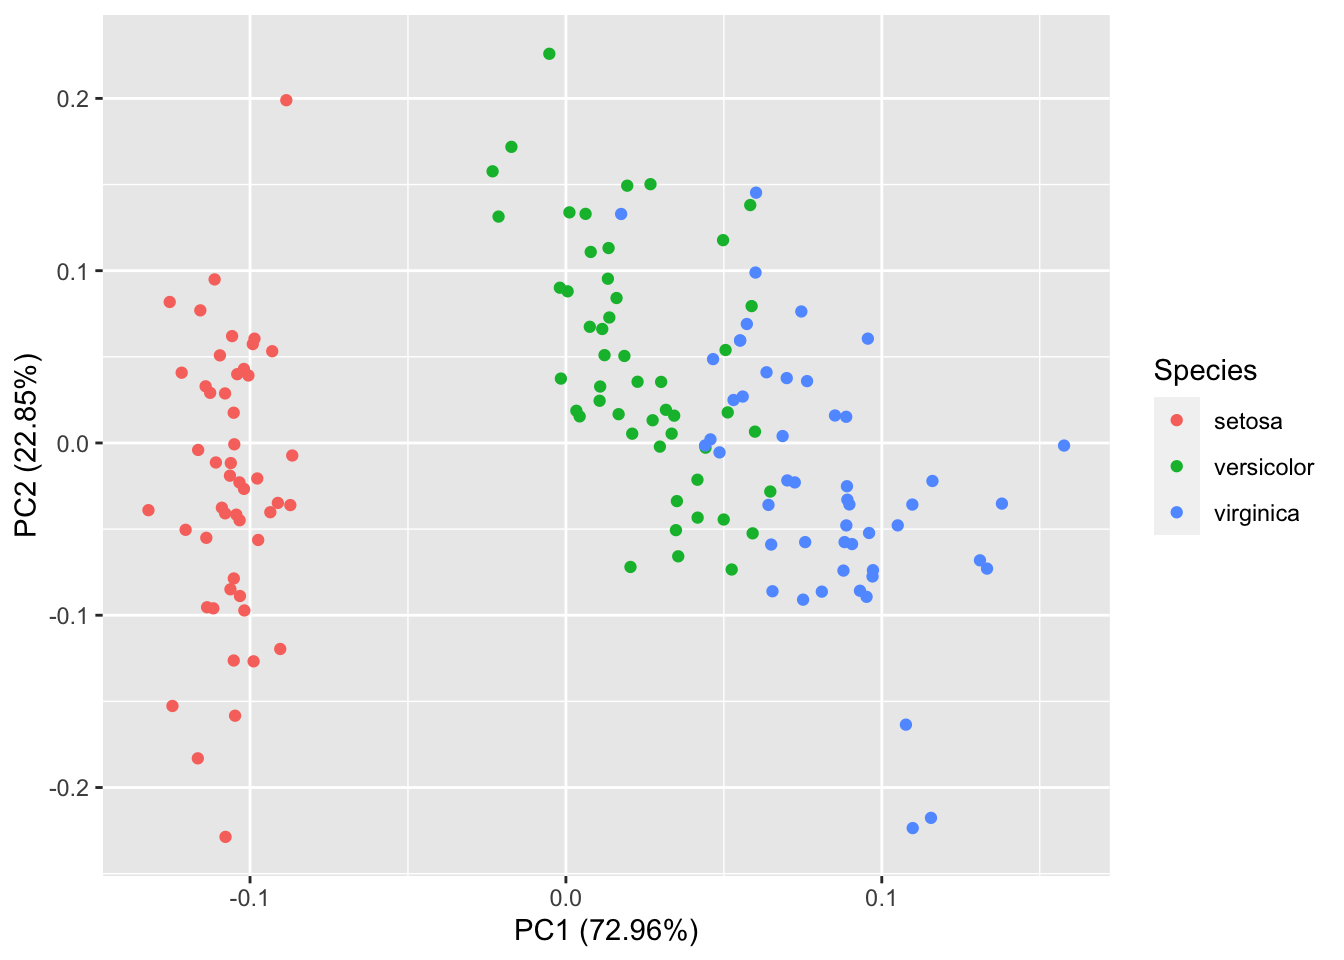 0.2
0.1
0.0
-0.1
-0.2
PC2 (22.85%)
-0.1
0.0
0.1
PC1 (72.96%)
Species
setosa
versicolor
virginica